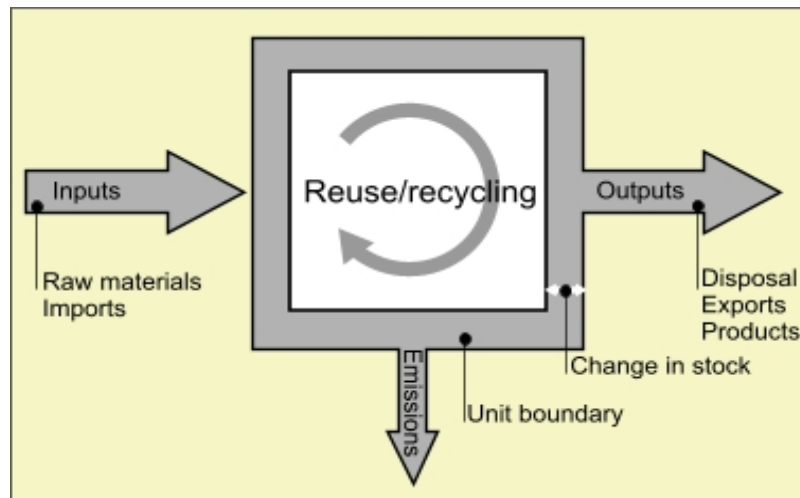 Inputs
Reuse/recycling
Outputs
Raw materials
Imports
Disposal
Exports
Products
Change in stock
Unit boundary
Emissions